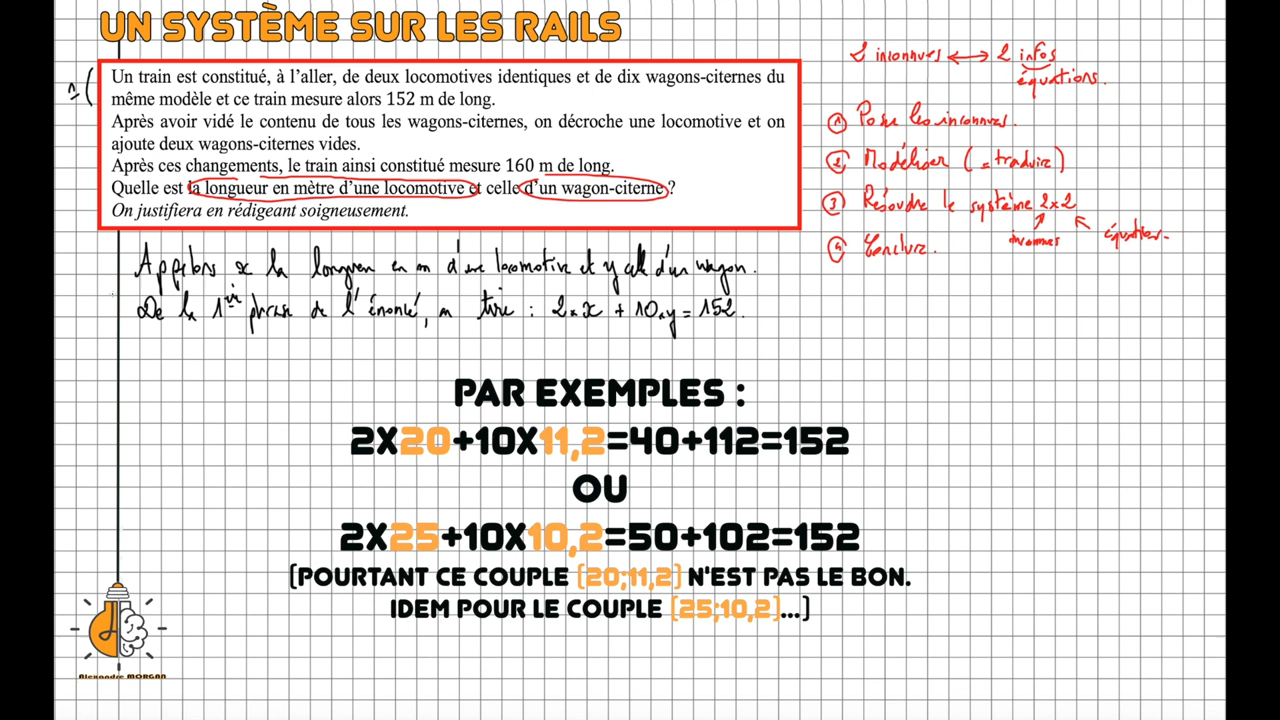 UN SYSTÈME SUR LES RAILS
1(
Un train est constitué, à l'aller, de deux locomotives identiques et de dix wagons-citernes du
même modèle et ce train mesure alors 152 m de long.
Après avoir vidé le contenu de tous les wagons-citernes, on décroche une locomotive et on
ajoute deux wagons-citernes vides.
Après ces changements, le train ainsi constitué mesure 160 m de long.
Quelle est la longueur en mètre d'une locomotive et celle d'un wagon-citerne ?
On justifiera en rédigeant soigneusement.
2 inconnues ↔ 2 infos
équations.
① Poser les inconnues.
② Modéliser (= traduire)
③ Résoudre le système 2x2
inconnues équations
④ Conclure.
Appelons x la longueur en m d'une locomotive et y celle d'un wagon.
De la 1ère phrase de l'énoncé, on tire : 2×x + 10×y = 152
PAR EXEMPLES :
2X20+10X11,2=40+112=152
OU
2X25+10X10,2=50+102=152
(POURTANT CE COUPLE (20;11,2) N'EST PAS LE BON.
IDEM POUR LE COUPLE (25;10,2)...)
Alexandre MORGAN